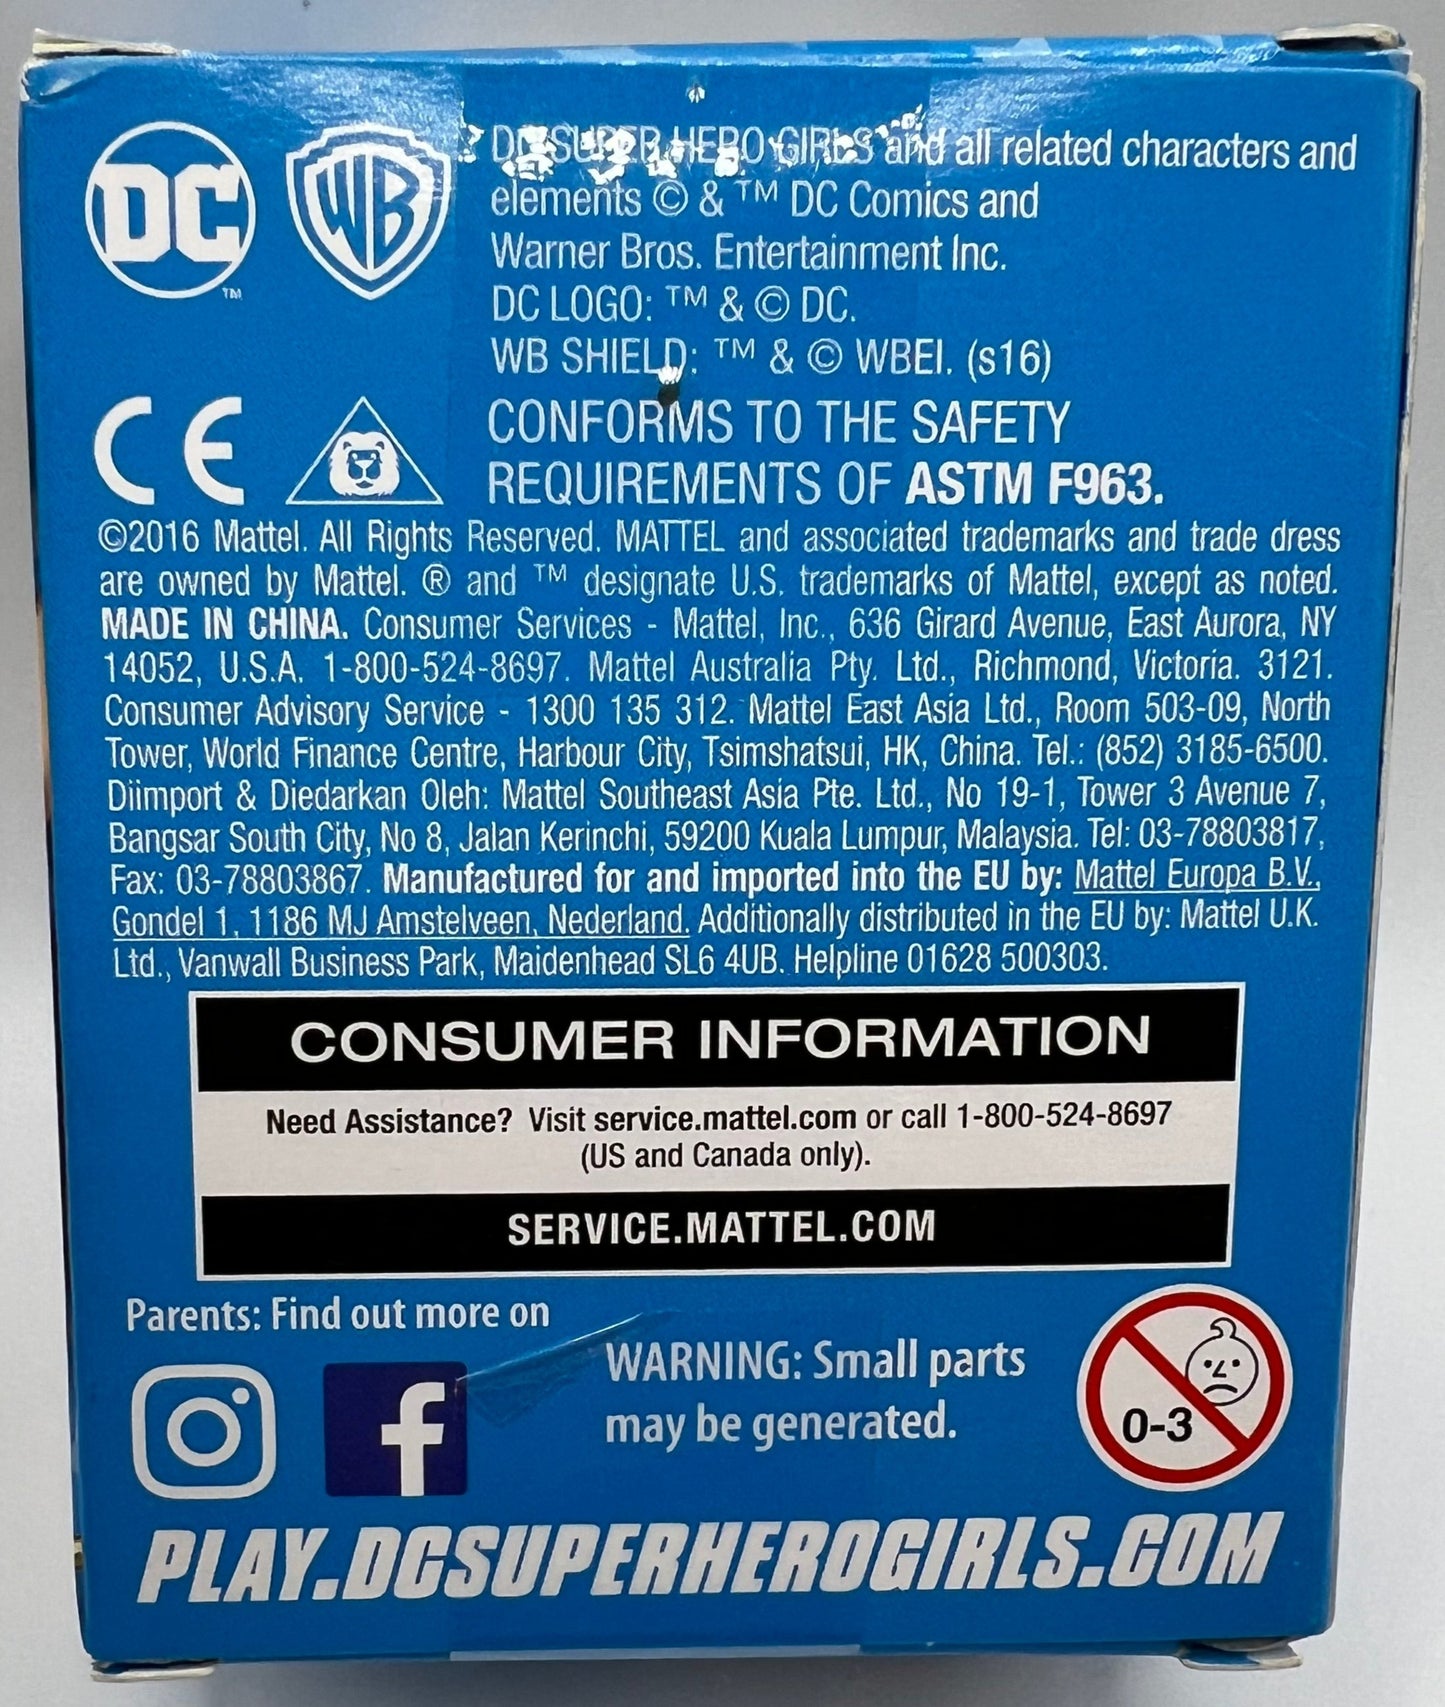 DC
TM
WB
DC SUPER HERO GIRLS and all related characters and
elements © & ™ DC Comics and
Warner Bros. Entertainment Inc.
DC LOGO: ™ & © DC.
WB SHIELD: ™ & © WBEI. (s16)
CE
CONFORMS TO THE SAFETY
REQUIREMENTS OF ASTM F963.
©2016 Mattel. All Rights Reserved. MATTEL and associated trademarks and trade dress
are owned by Mattel. ® and ™ designate U.S. trademarks of Mattel, except as noted.
MADE IN CHINA. Consumer Services - Mattel, Inc., 636 Girard Avenue, East Aurora, NY
14052, U.S.A. 1-800-524-8697. Mattel Australia Pty. Ltd., Richmond, Victoria. 3121.
Consumer Advisory Service - 1300 135 312. Mattel East Asia Ltd., Room 503-09, North
Tower, World Finance Centre, Harbour City, Tsimshatsui, HK, China. Tel.: (852) 3185-6500.
Diimport & Diedarkan Oleh: Mattel Southeast Asia Pte. Ltd., No 19-1, Tower 3 Avenue 7,
Bangsar South City, No 8, Jalan Kerinchi, 59200 Kuala Lumpur, Malaysia. Tel: 03-78803817,
Fax: 03-78803867. Manufactured for and imported into the EU by: Mattel Europa B.V.,
Gondel 1, 1186 MJ Amstelveen, Nederland. Additionally distributed in the EU by: Mattel U.K.
Ltd., Vanwall Business Park, Maidenhead SL6 4UB. Helpline 01628 500303.
CONSUMER INFORMATION
Need Assistance? Visit service.mattel.com or call 1-800-524-8697
(US and Canada only).
SERVICE.MATTEL.COM
Parents: Find out more on
f
WARNING: Small parts
may be generated.
0-3
PLAY.DCSUPERHEROGIRLS.COM